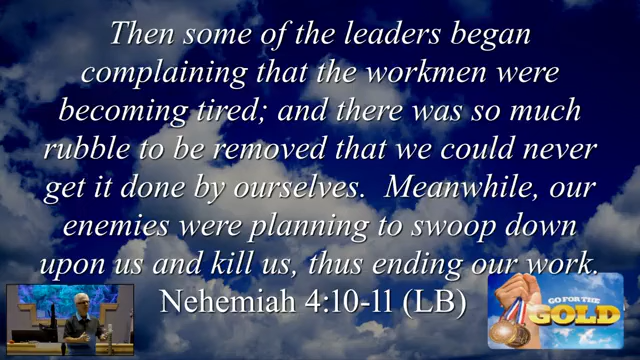 Then some of the leaders began
complaining that the workmen were
becoming tired; and there was so much
rubble to be removed that we could never
get it done by ourselves.  Meanwhile, our
enemies were planning to swoop down
upon us and kill us, thus ending our work.
Nehemiah 4:10-11 (LB)
GO FOR THE
GOLD